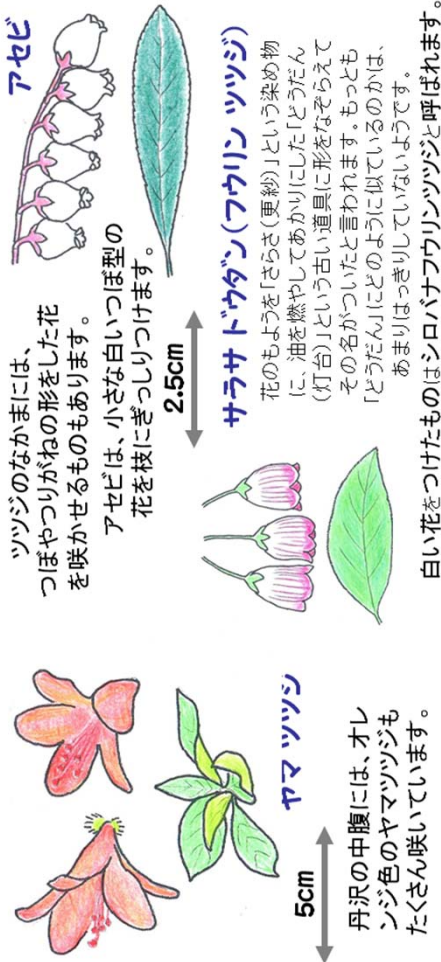 ツツジのなかまには、
つぼやつりがねの形をした花
を咲かせるものもあります。
アセビは、小さな白いつぼ型の
花を枝にぎっしりつけます。
アセビ
2.5cm
サラサ ドウダン(フウリン ツツジ)
花のもようを「さらさ(更紗)」という染め物
に、油を燃やしてあかりにした「どうだん
(灯台)」という古い道具に形をなぞらえて
その名がついたと言われます。もっとも
「どうだん」にどのように似ているのかは、
あまりはっきりしていないようです。
白い花をつけたものはシロバナフウリンツツジと呼ばれます。
ヤマ ツツジ
5cm
丹沢の中腹には、オレ
ンジ色のヤマツツジも
たくさん咲いています。